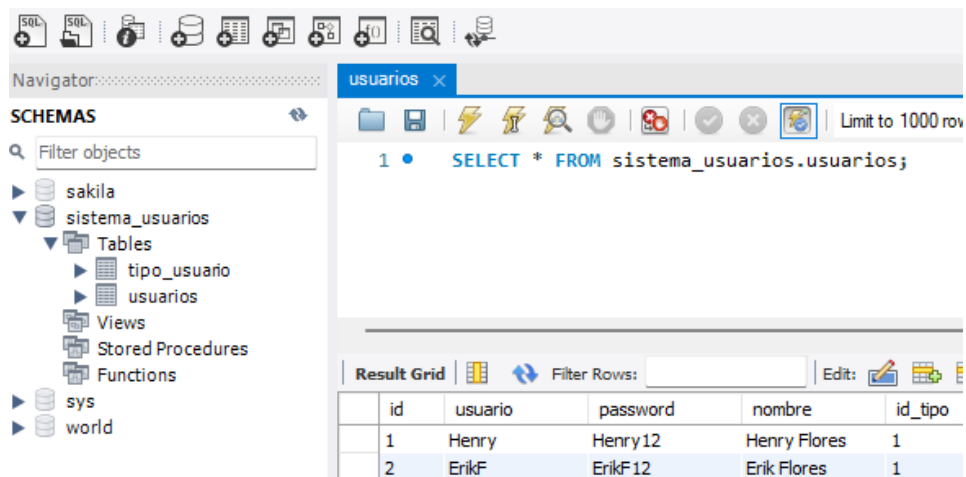 SQL SQL
Navigator
SCHEMAS
Filter objects
sakila
sistema_usuarios
Tables
tipo_usuario
usuarios
Views
Stored Procedures
Functions
sys
world
usuarios
Limit to 1000 row
1 SELECT * FROM sistema_usuarios.usuarios;
Result Grid Filter Rows: Edit:
id usuario password nombre id_tipo
1 Henry Henry12 Henry Flores 1
2 ErikF ErikF12 Erik Flores 1